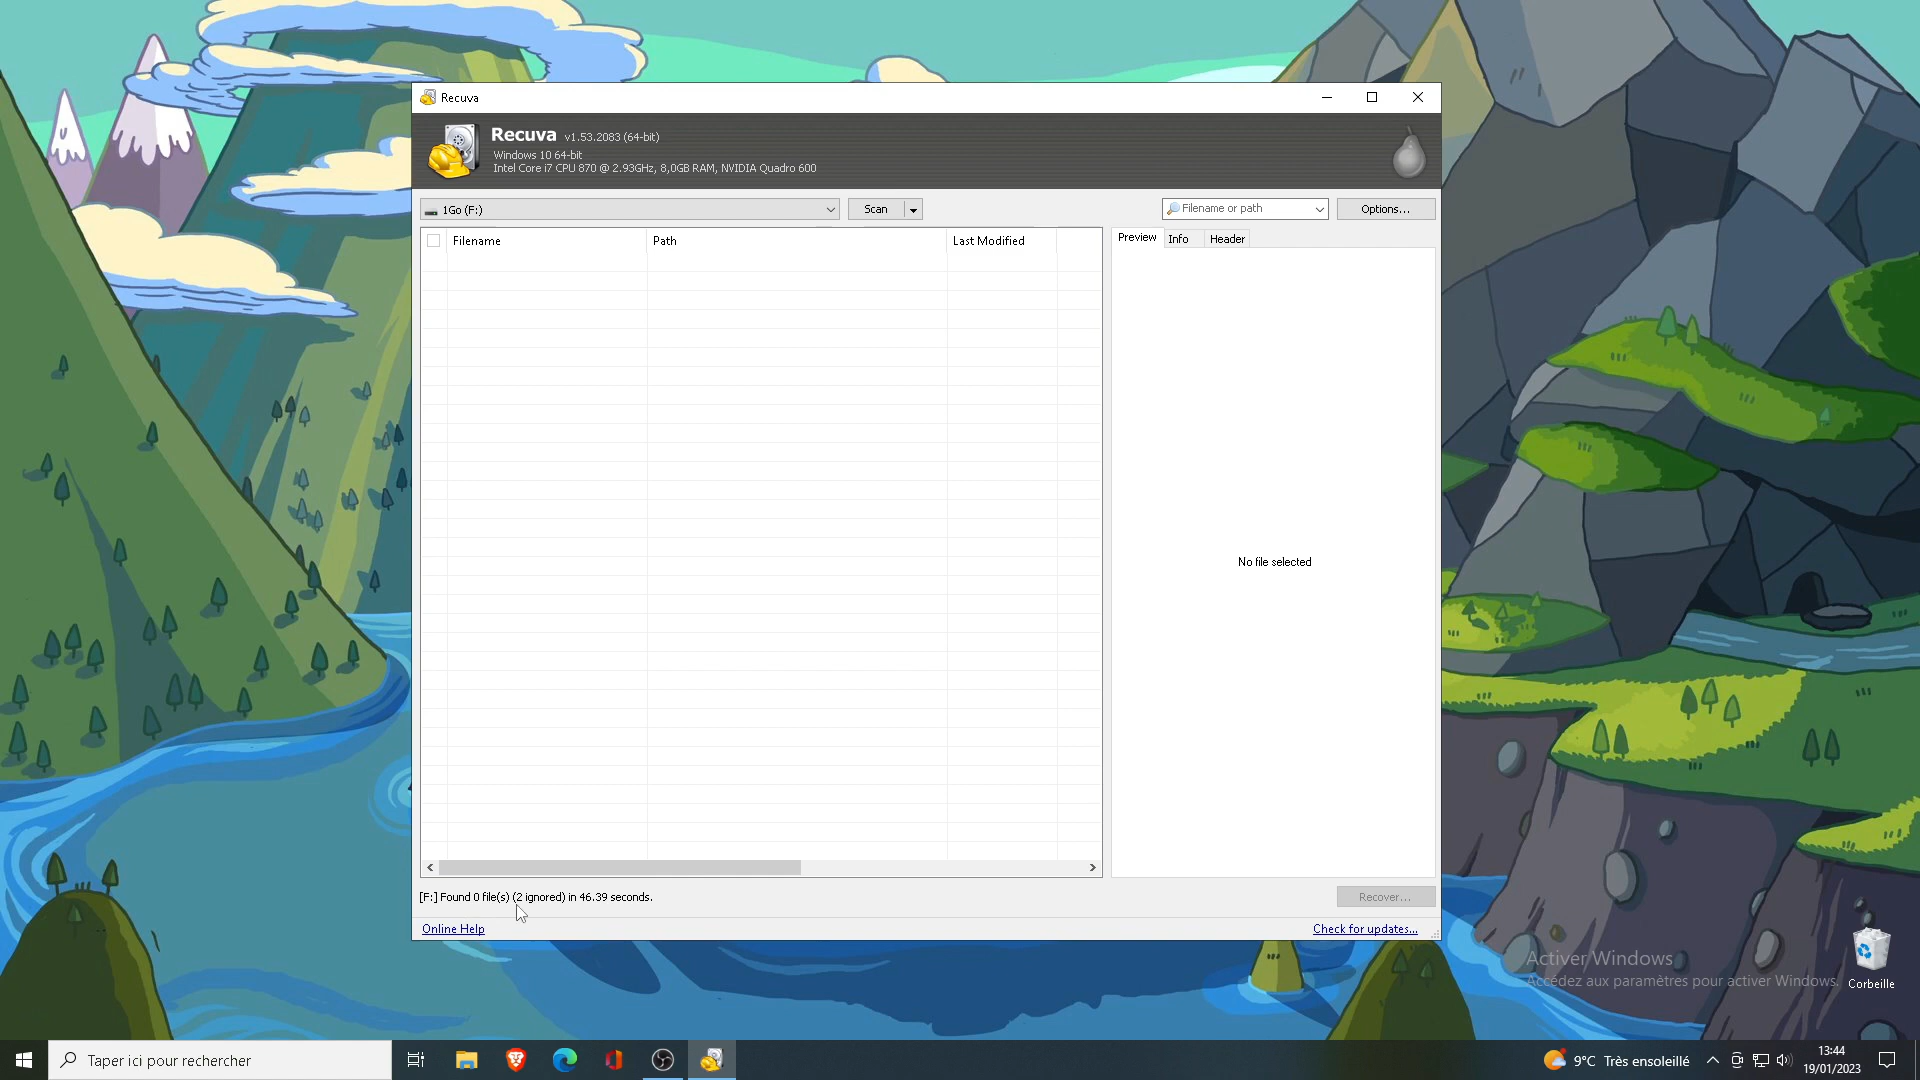 Recuva
Recuva v1.53.2083 (64-bit)
Windows 10 64-bit
Intel Core i7 CPU 870 @ 2.93GHz, 8,0GB RAM, NVIDIA Quadro 600
1Go (F:)
Scan
Filename or path
Options...
Filename
Path
Last Modified
Preview
Info
Header
No file selected
[F:] Found 0 file(s) (2 ignored) in 46.39 seconds.
Recover...
Online Help
Check for updates...
Activer Windows
Accédez aux paramètres pour activer Windows.
Corbeille
Taper ici pour rechercher
9°C Très ensoleillé
13:44
19/01/2023